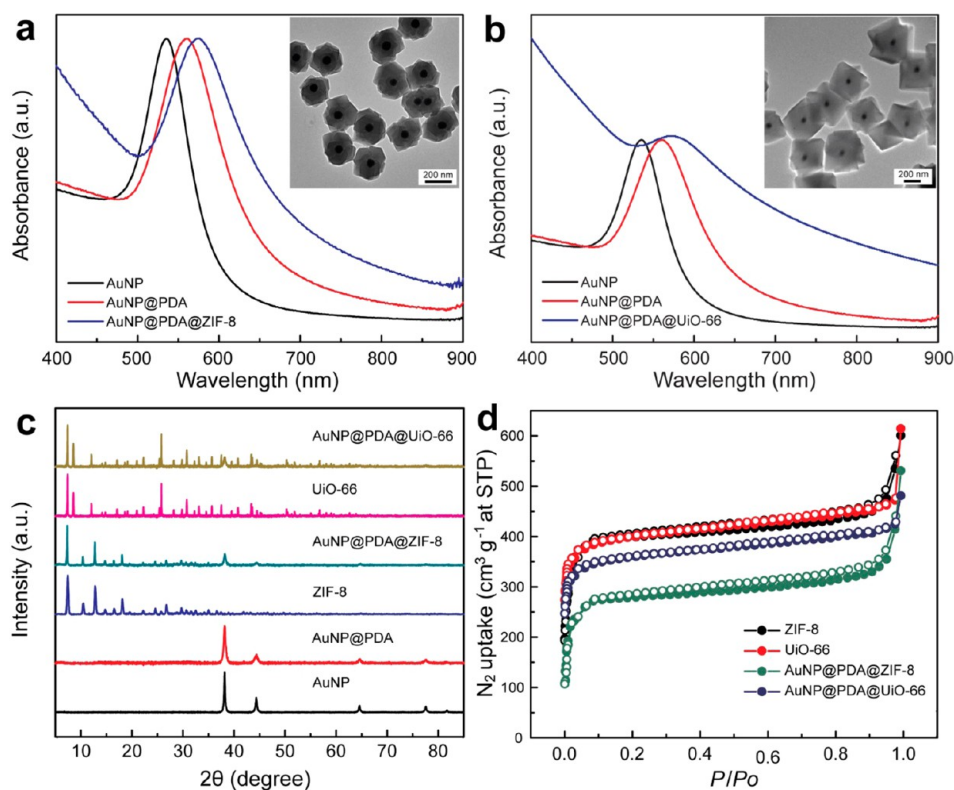 a
Absorbance (a.u.)
200 nm
AuNP
AuNP@PDA
AuNP@PDA@ZIF-8
400 500 600 700 800 900
Wavelength (nm)
b
Absorbance (a.u.)
200 nm
AuNP
AuNP@PDA
AuNP@PDA@UiO-66
400 500 600 700 800 900
Wavelength (nm)
c
Intensity (a.u.)
AuNP@PDA@UiO-66
UiO-66
AuNP@PDA@ZIF-8
ZIF-8
AuNP@PDA
AuNP
10 20 30 40 50 60 70 80
2θ (degree)
d
N₂ uptake (cm³ g⁻¹ at STP)
600
500
400
300
200
100
0
ZIF-8
UiO-66
AuNP@PDA@ZIF-8
AuNP@PDA@UiO-66
0.0 0.2 0.4 0.6 0.8 1.0
P/Po